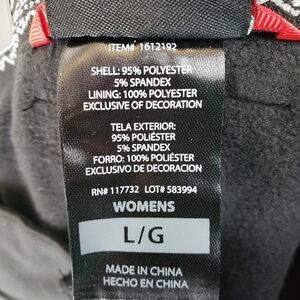 ITEM# 1612192
SHELL: 95% POLYESTER
5% SPANDEX
LINING: 100% POLYESTER
EXCLUSIVE OF DECORATION
TELA EXTERIOR:
95% POLIÉSTER
5% SPANDEX
FORRO: 100% POLIÉSTER
EXCLUSIVO DE DECORACION
RN# 117732 LOT# 583994
WOMENS
L/G
MADE IN CHINA
HECHO EN CHINA